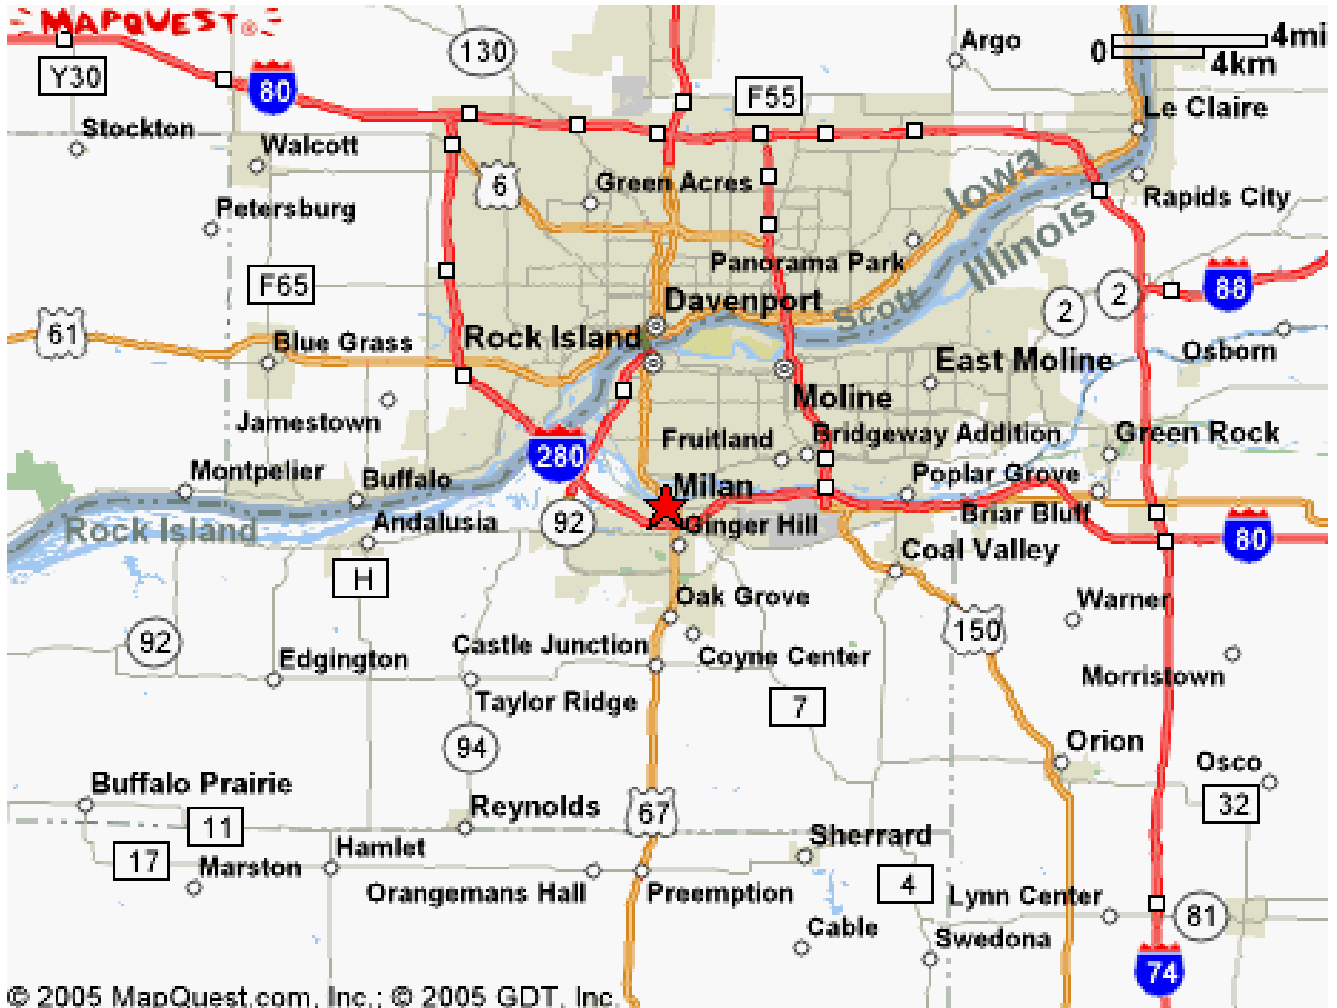 MAPQUEST®
130
Argo
0
4mi
4km
Y30
80
F55
Le Claire
Stockton
Walcott
6
Green Acres
Iowa
Rapids City
Petersburg
Illinois
Panorama Park
F65
Davenport
Scott
2
2
88
61
Blue Grass
Rock Island
East Moline
Osborn
Jamestown
Moline
Fruitland
Bridgeway Addition
Green Rock
280
Montpelier
Buffalo
Milan
Poplar Grove
Rock Island
Andalusia
92
Ginger Hill
Briar Bluff
80
Coal Valley
H
Oak Grove
Warner
92
Castle Junction
150
Edgington
Coyne Center
Morristown
Taylor Ridge
7
94
Orion
Osco
Buffalo Prairie
Reynolds
67
32
11
Sherrard
17
Marston
Hamlet
Orangemans Hall
Preemption
4
Lynn Center
81
Cable
Swedona
74
© 2005 MapQuest.com, Inc.; © 2005 GDT, Inc.